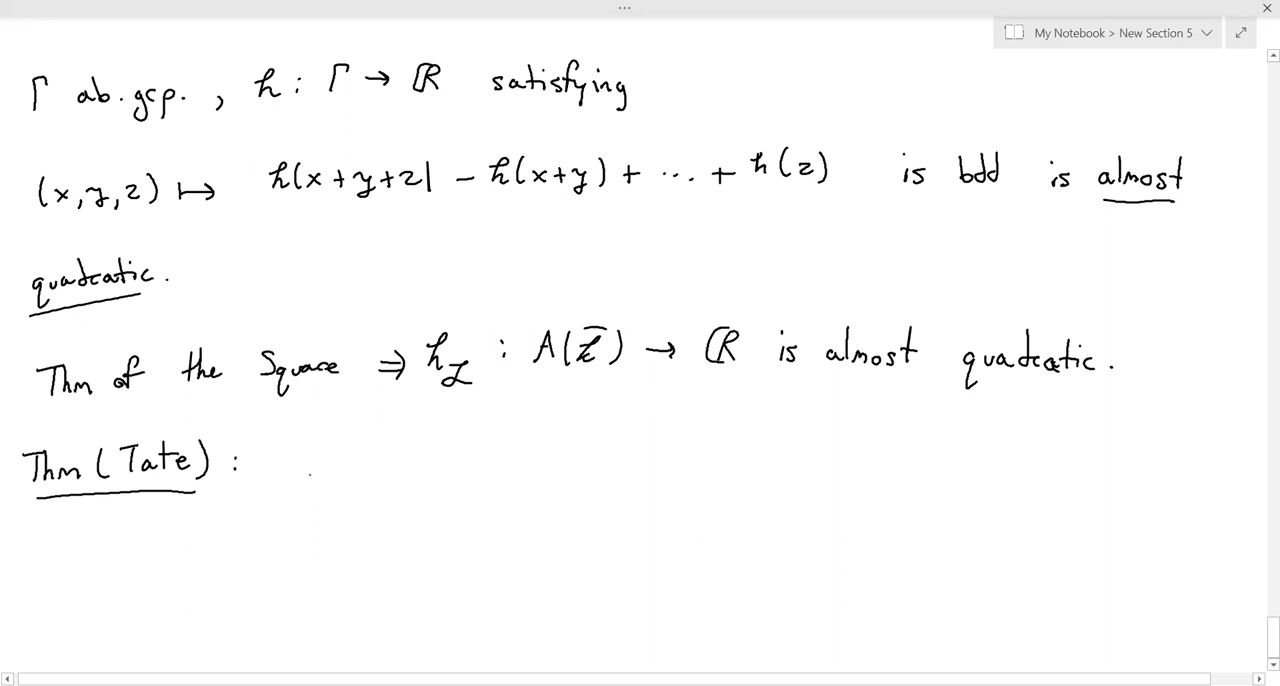 My Notebook > New Section 5
Γ ab. grp. , h : Γ → ℝ satisfying
(x, y, z) ↦ h(x + y + z) − h(x+y) + ... + h(z) is bdd is almost
quadratic.
Thm of the Square ⇒ h_ℒ : A(k̄) → ℝ is almost quadratic.
Thm (Tate) :